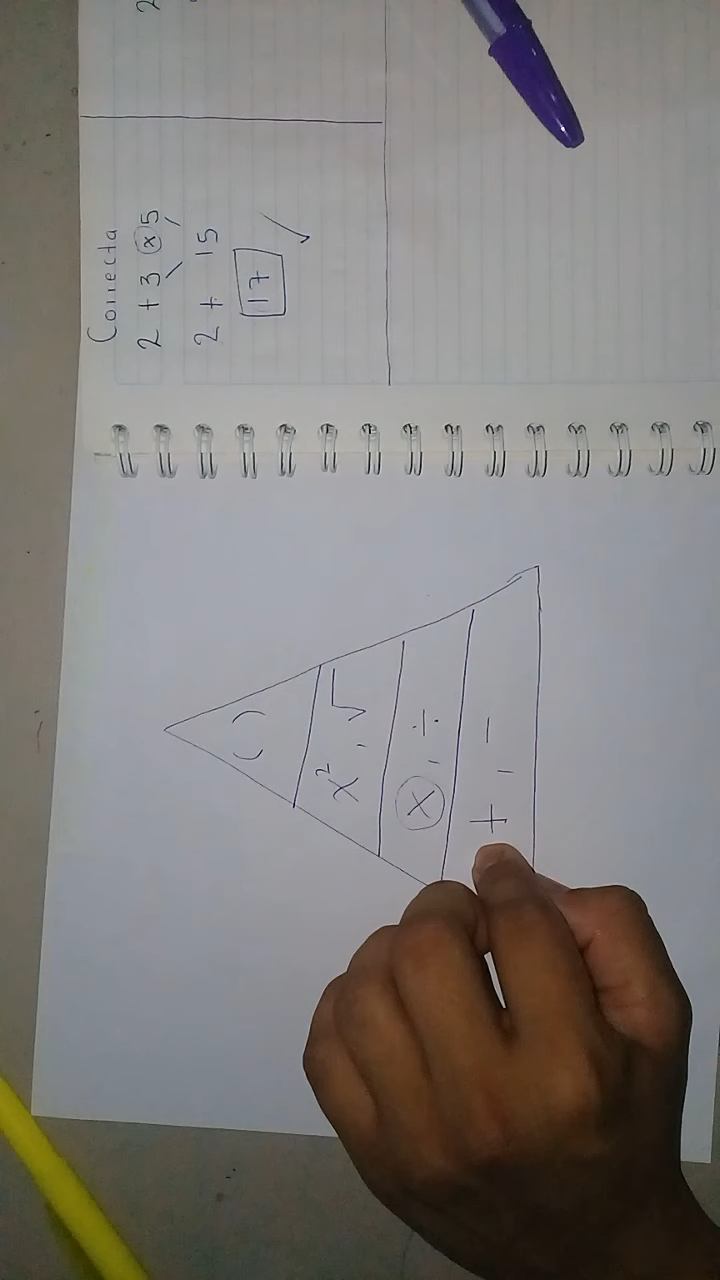 Correcta
2 + 3 x 5
2 + 15
17
( )
x², √
x, ÷
+, -